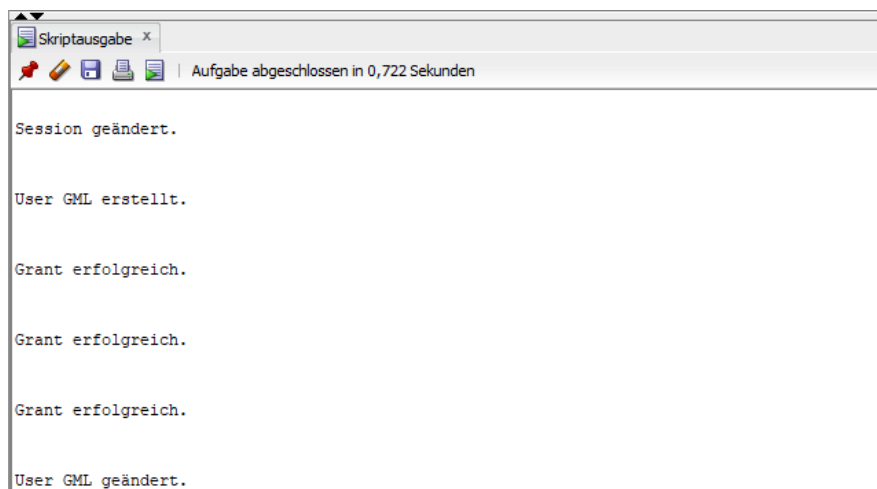 Skriptausgabe x
Aufgabe abgeschlossen in 0,722 Sekunden
Session geändert.
User GML erstellt.
Grant erfolgreich.
Grant erfolgreich.
Grant erfolgreich.
User GML geändert.